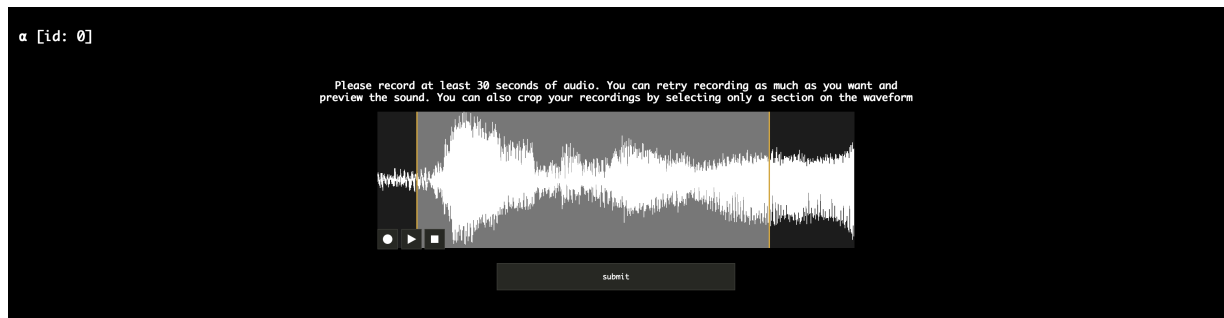 α [id: 0]
Please record at least 30 seconds of audio. You can retry recording as much as you want and
preview the sound. You can also crop your recordings by selecting only a section on the waveform
submit